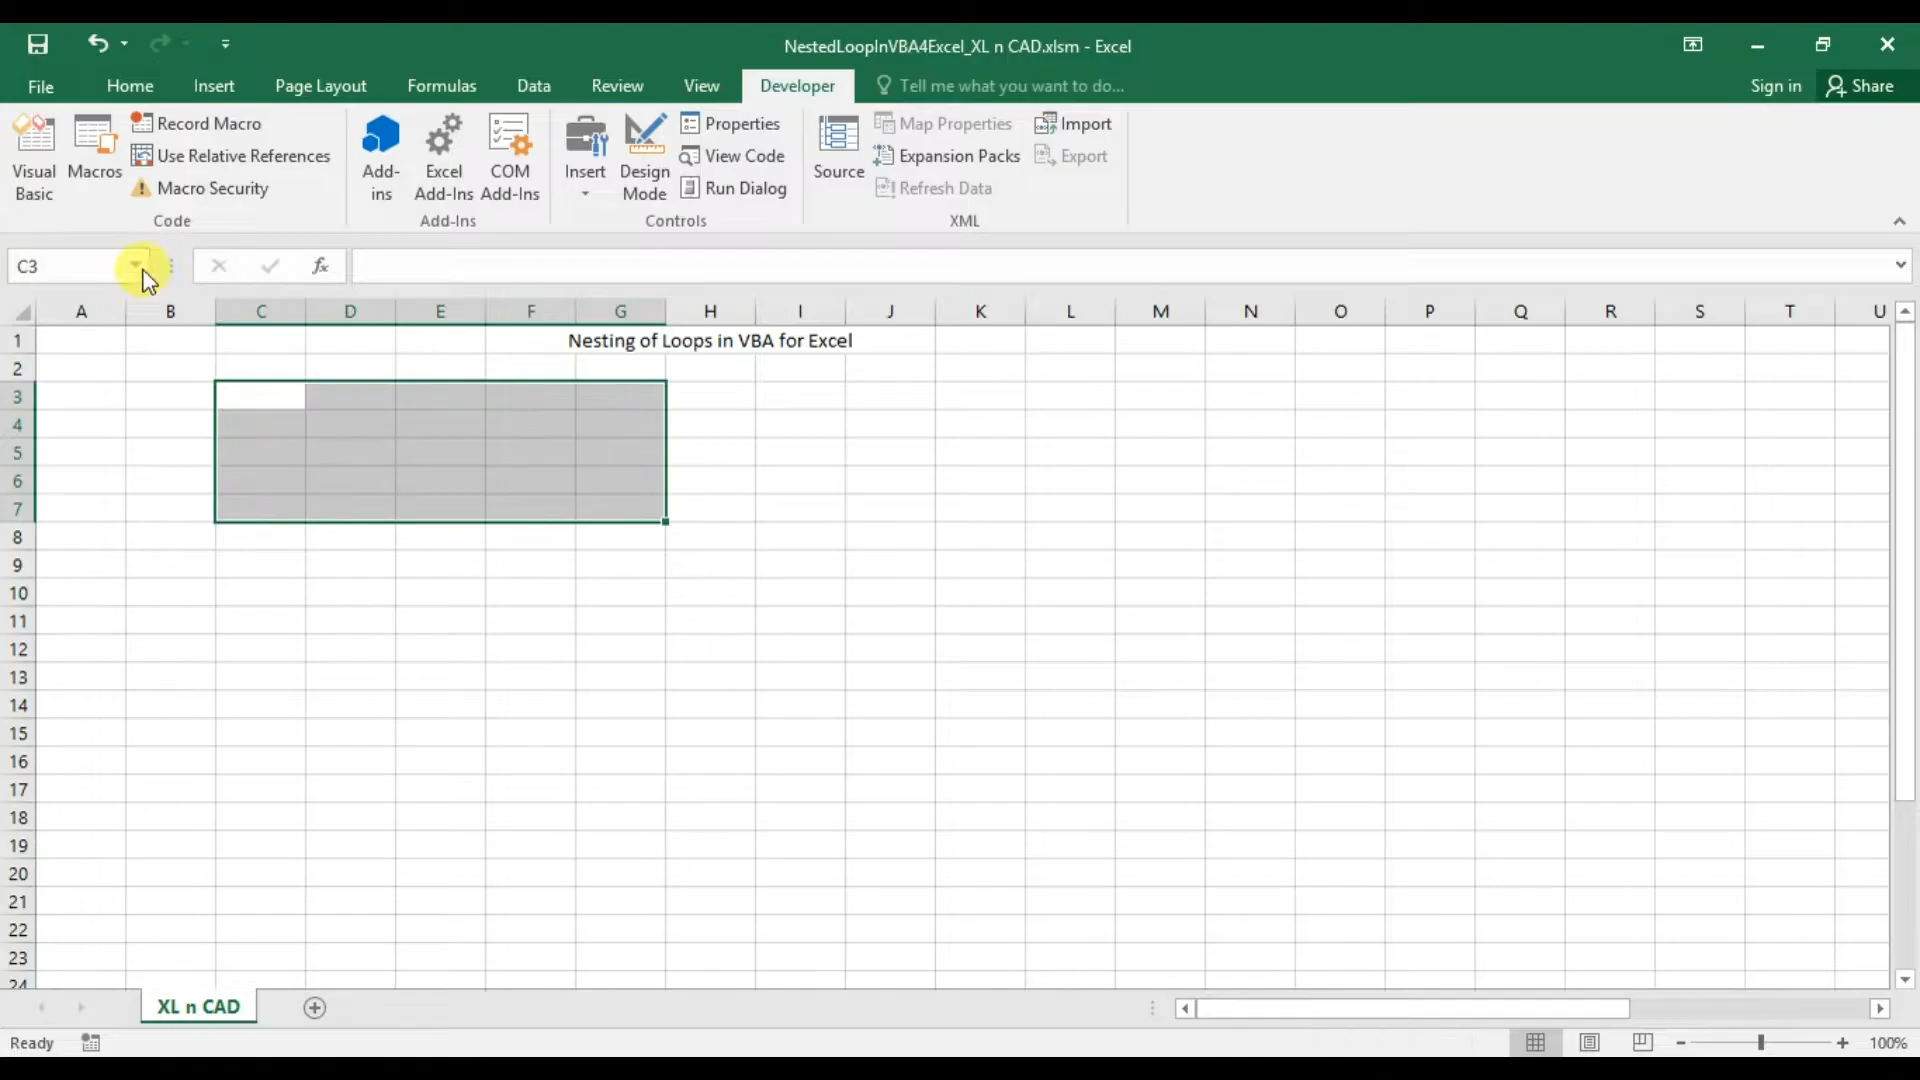 NestedLoopInVBA4Excel_XL n CAD.xlsm - Excel
File Home Insert Page Layout Formulas Data Review View Developer Tell me what you want to do... Sign in Share
Visual Basic
Macros
Record Macro
Use Relative References
Macro Security
Code
Add-ins
Excel Add-Ins
COM Add-Ins
Add-Ins
Insert
Design Mode
Properties
View Code
Run Dialog
Controls
Source
Map Properties
Expansion Packs
Refresh Data
Import
Export
XML
C3 fx
A B C D E F G H I J K L M N O P Q R S T U
1 Nesting of Loops in VBA for Excel
2
3
4
5
6
7
8
9
10
11
12
13
14
15
16
17
18
19
20
21
22
23
24
XL n CAD
Ready 100%